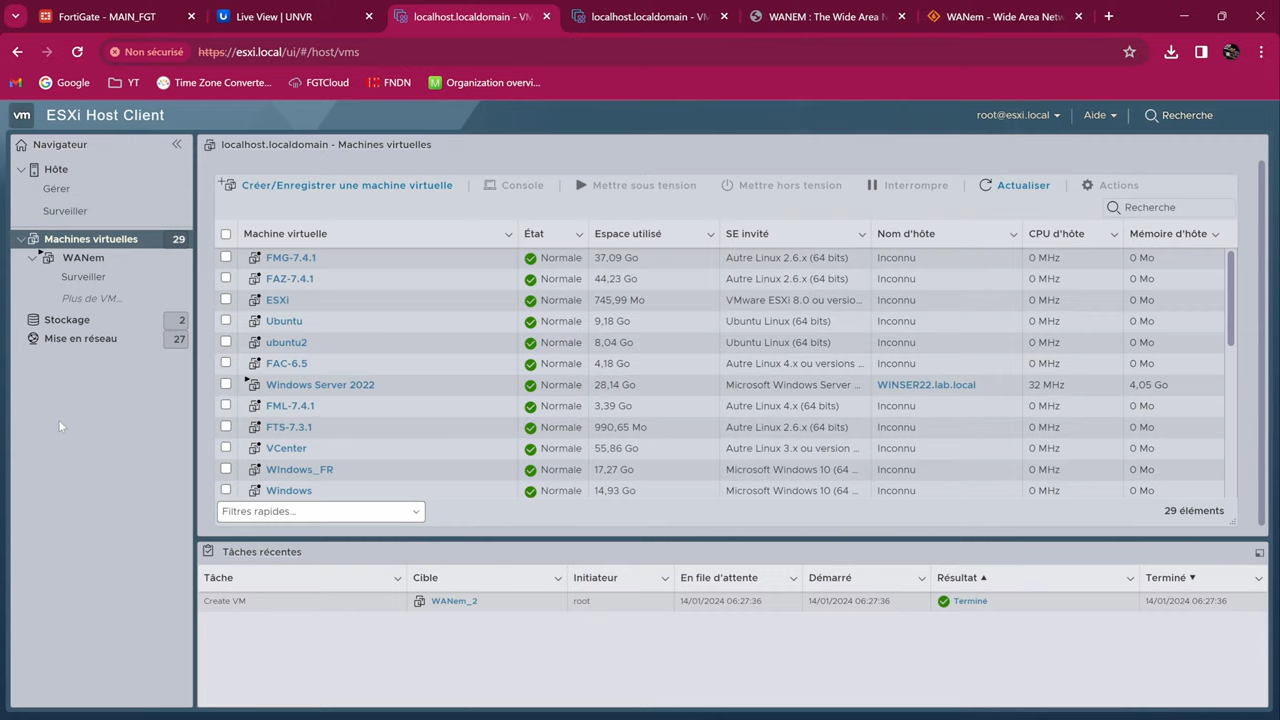 FortiGate - MAIN_FGT
Live View | UNVR
localhost.localdomain - VM
localhost.localdomain - VM
WANEM : The Wide Area N
WANem - Wide Area Net
Non sécurisé
https://esxi.local/ui/#/host/vms
Google
YT
Time Zone Converte...
FGTCloud
FNDN
Organization overvi...
vm
ESXi Host Client
root@esxi.local
Aide
Recherche
Navigateur
localhost.localdomain - Machines virtuelles
Hôte
Gérer
Surveiller
Machines virtuelles 29
WANem
Surveiller
Plus de VM...
Stockage 2
Mise en réseau 27
Créer/Enregistrer une machine virtuelle
Console
Mettre sous tension
Mettre hors tension
Interrompre
Actualiser
Actions
Recherche
Machine virtuelle État Espace utilisé SE invité Nom d'hôte CPU d'hôte Mémoire d'hôte
FMG-7.4.1 Normale 37,09 Go Autre Linux 2.6.x (64 bits) Inconnu 0 MHz 0 Mo
FAZ-7.4.1 Normale 44,23 Go Autre Linux 2.6.x (64 bits) Inconnu 0 MHz 0 Mo
ESXi Normale 745,99 Mo VMware ESXi 8.0 ou versio... Inconnu 0 MHz 0 Mo
Ubuntu Normale 9,18 Go Ubuntu Linux (64 bits) Inconnu 0 MHz 0 Mo
ubuntu2 Normale 8,04 Go Ubuntu Linux (64 bits) Inconnu 0 MHz 0 Mo
FAC-6.5 Normale 4,18 Go Autre Linux 4.x ou versions ... Inconnu 0 MHz 0 Mo
Windows Server 2022 Normale 28,14 Go Microsoft Windows Server ... WINSER22.lab.local 32 MHz 4,05 Go
FML-7.4.1 Normale 3,39 Go Autre Linux 4.x (64 bits) Inconnu 0 MHz 0 Mo
FTS-7.3.1 Normale 990,65 Mo Autre Linux 2.6.x (64 bits) Inconnu 0 MHz 0 Mo
VCenter Normale 55,86 Go Autre Linux 3.x ou version ... Inconnu 0 MHz 0 Mo
WIndows_FR Normale 17,27 Go Microsoft Windows 10 (64 ... Inconnu 0 MHz 0 Mo
Windows Normale 14,93 Go Microsoft Windows 10 (64 ... Inconnu 0 MHz 0 Mo
Filtres rapides...
29 éléments
Tâches récentes
Tâche Cible Initiateur En file d'attente Démarré Résultat Terminé
Create VM WANem_2 root 14/01/2024 06:27:36 14/01/2024 06:27:36 Terminé 14/01/2024 06:27:36